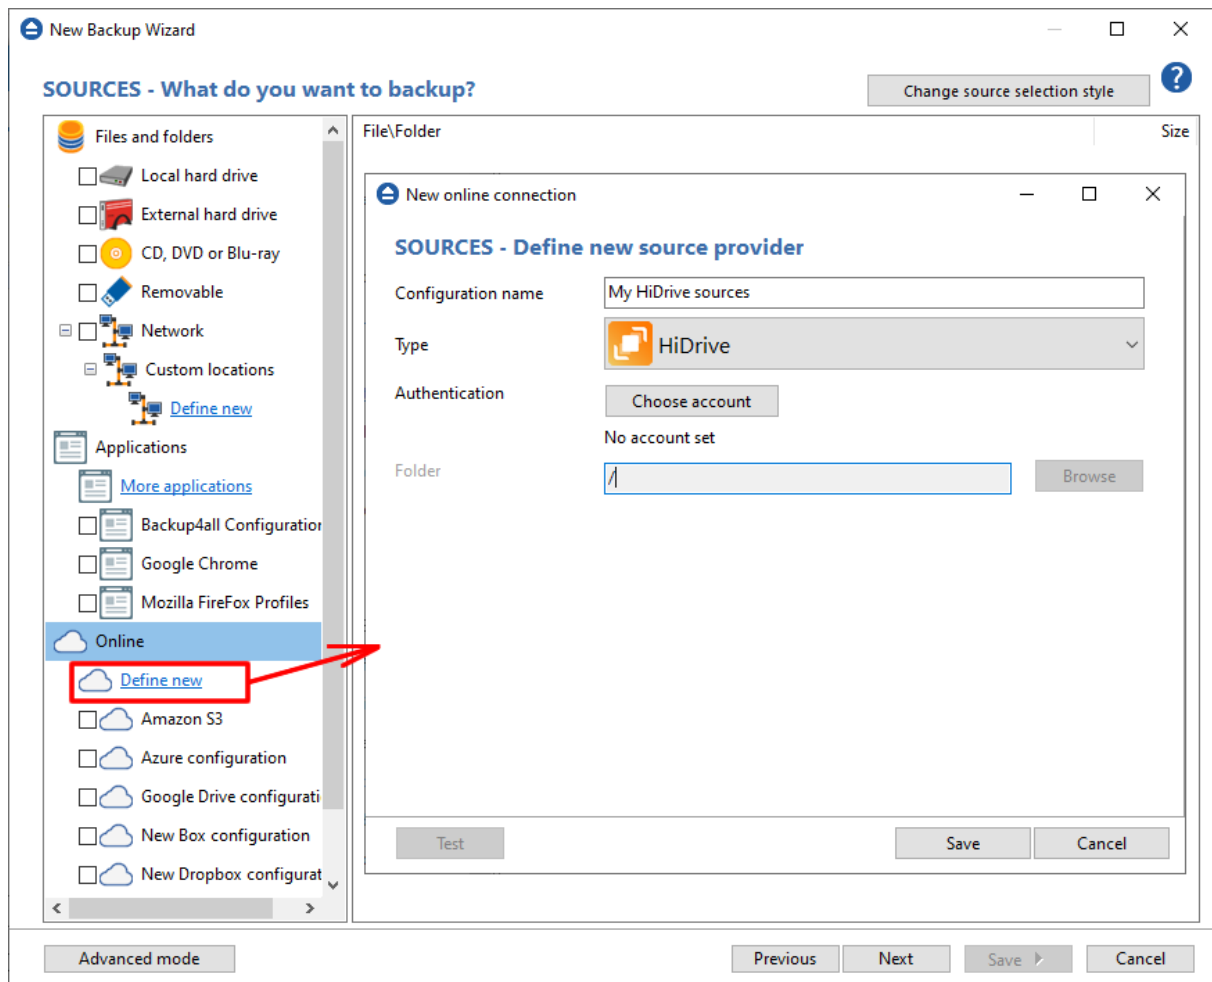 New Backup Wizard
SOURCES - What do you want to backup?
Change source selection style
?
Files and folders
Local hard drive
External hard drive
CD, DVD or Blu-ray
Removable
Network
Custom locations
Define new
Applications
More applications
Backup4all Configuration
Google Chrome
Mozilla FireFox Profiles
Online
Define new
Amazon S3
Azure configuration
Google Drive configurati
New Box configuration
New Dropbox configurat
File\Folder
Size
New online connection
SOURCES - Define new source provider
Configuration name
My HiDrive sources
Type
HiDrive
Authentication
Choose account
No account set
Folder
/
Browse
Test
Save
Cancel
Advanced mode
Previous
Next
Save
Cancel